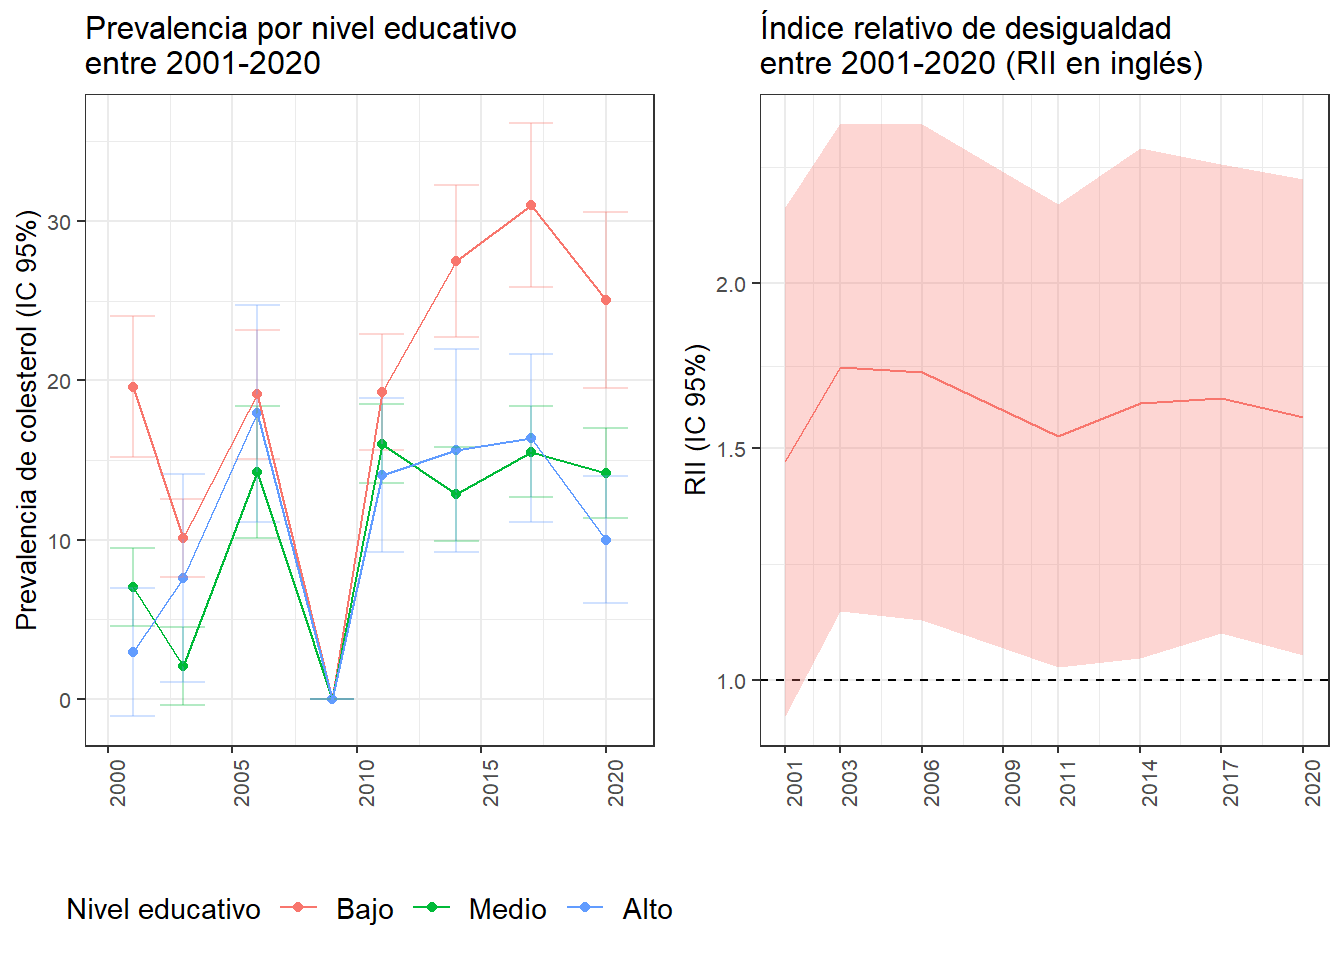 Prevalencia por nivel educativo
entre 2001-2020
Prevalencia de colesterol (IC 95%)
30
20
10
0
2000
2005
2010
2015
2020
Índice relativo de desigualdad
entre 2001-2020 (RII en inglés)
RII (IC 95%)
2.0
1.5
1.0
2001
2003
2006
2009
2011
2014
2017
2020
Nivel educativo Bajo Medio Alto